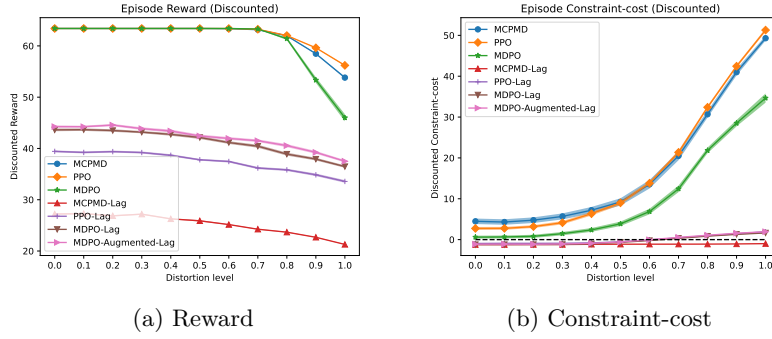 Episode Reward (Discounted)
Discounted Reward
60
50
40
30
20
MCPMD
PPO
MDPO
MCPMD-Lag
PPO-Lag
MDPO-Lag
MDPO-Augmented-Lag
0.0 0.1 0.2 0.3 0.4 0.5 0.6 0.7 0.8 0.9 1.0
Distortion level
(a) Reward
Episode Constraint-cost (Discounted)
Discounted Constraint-cost
50
40
30
20
10
0
MCPMD
PPO
MDPO
MCPMD-Lag
PPO-Lag
MDPO-Lag
MDPO-Augmented-Lag
0.0 0.1 0.2 0.3 0.4 0.5 0.6 0.7 0.8 0.9 1.0
Distortion level
(b) Constraint-cost